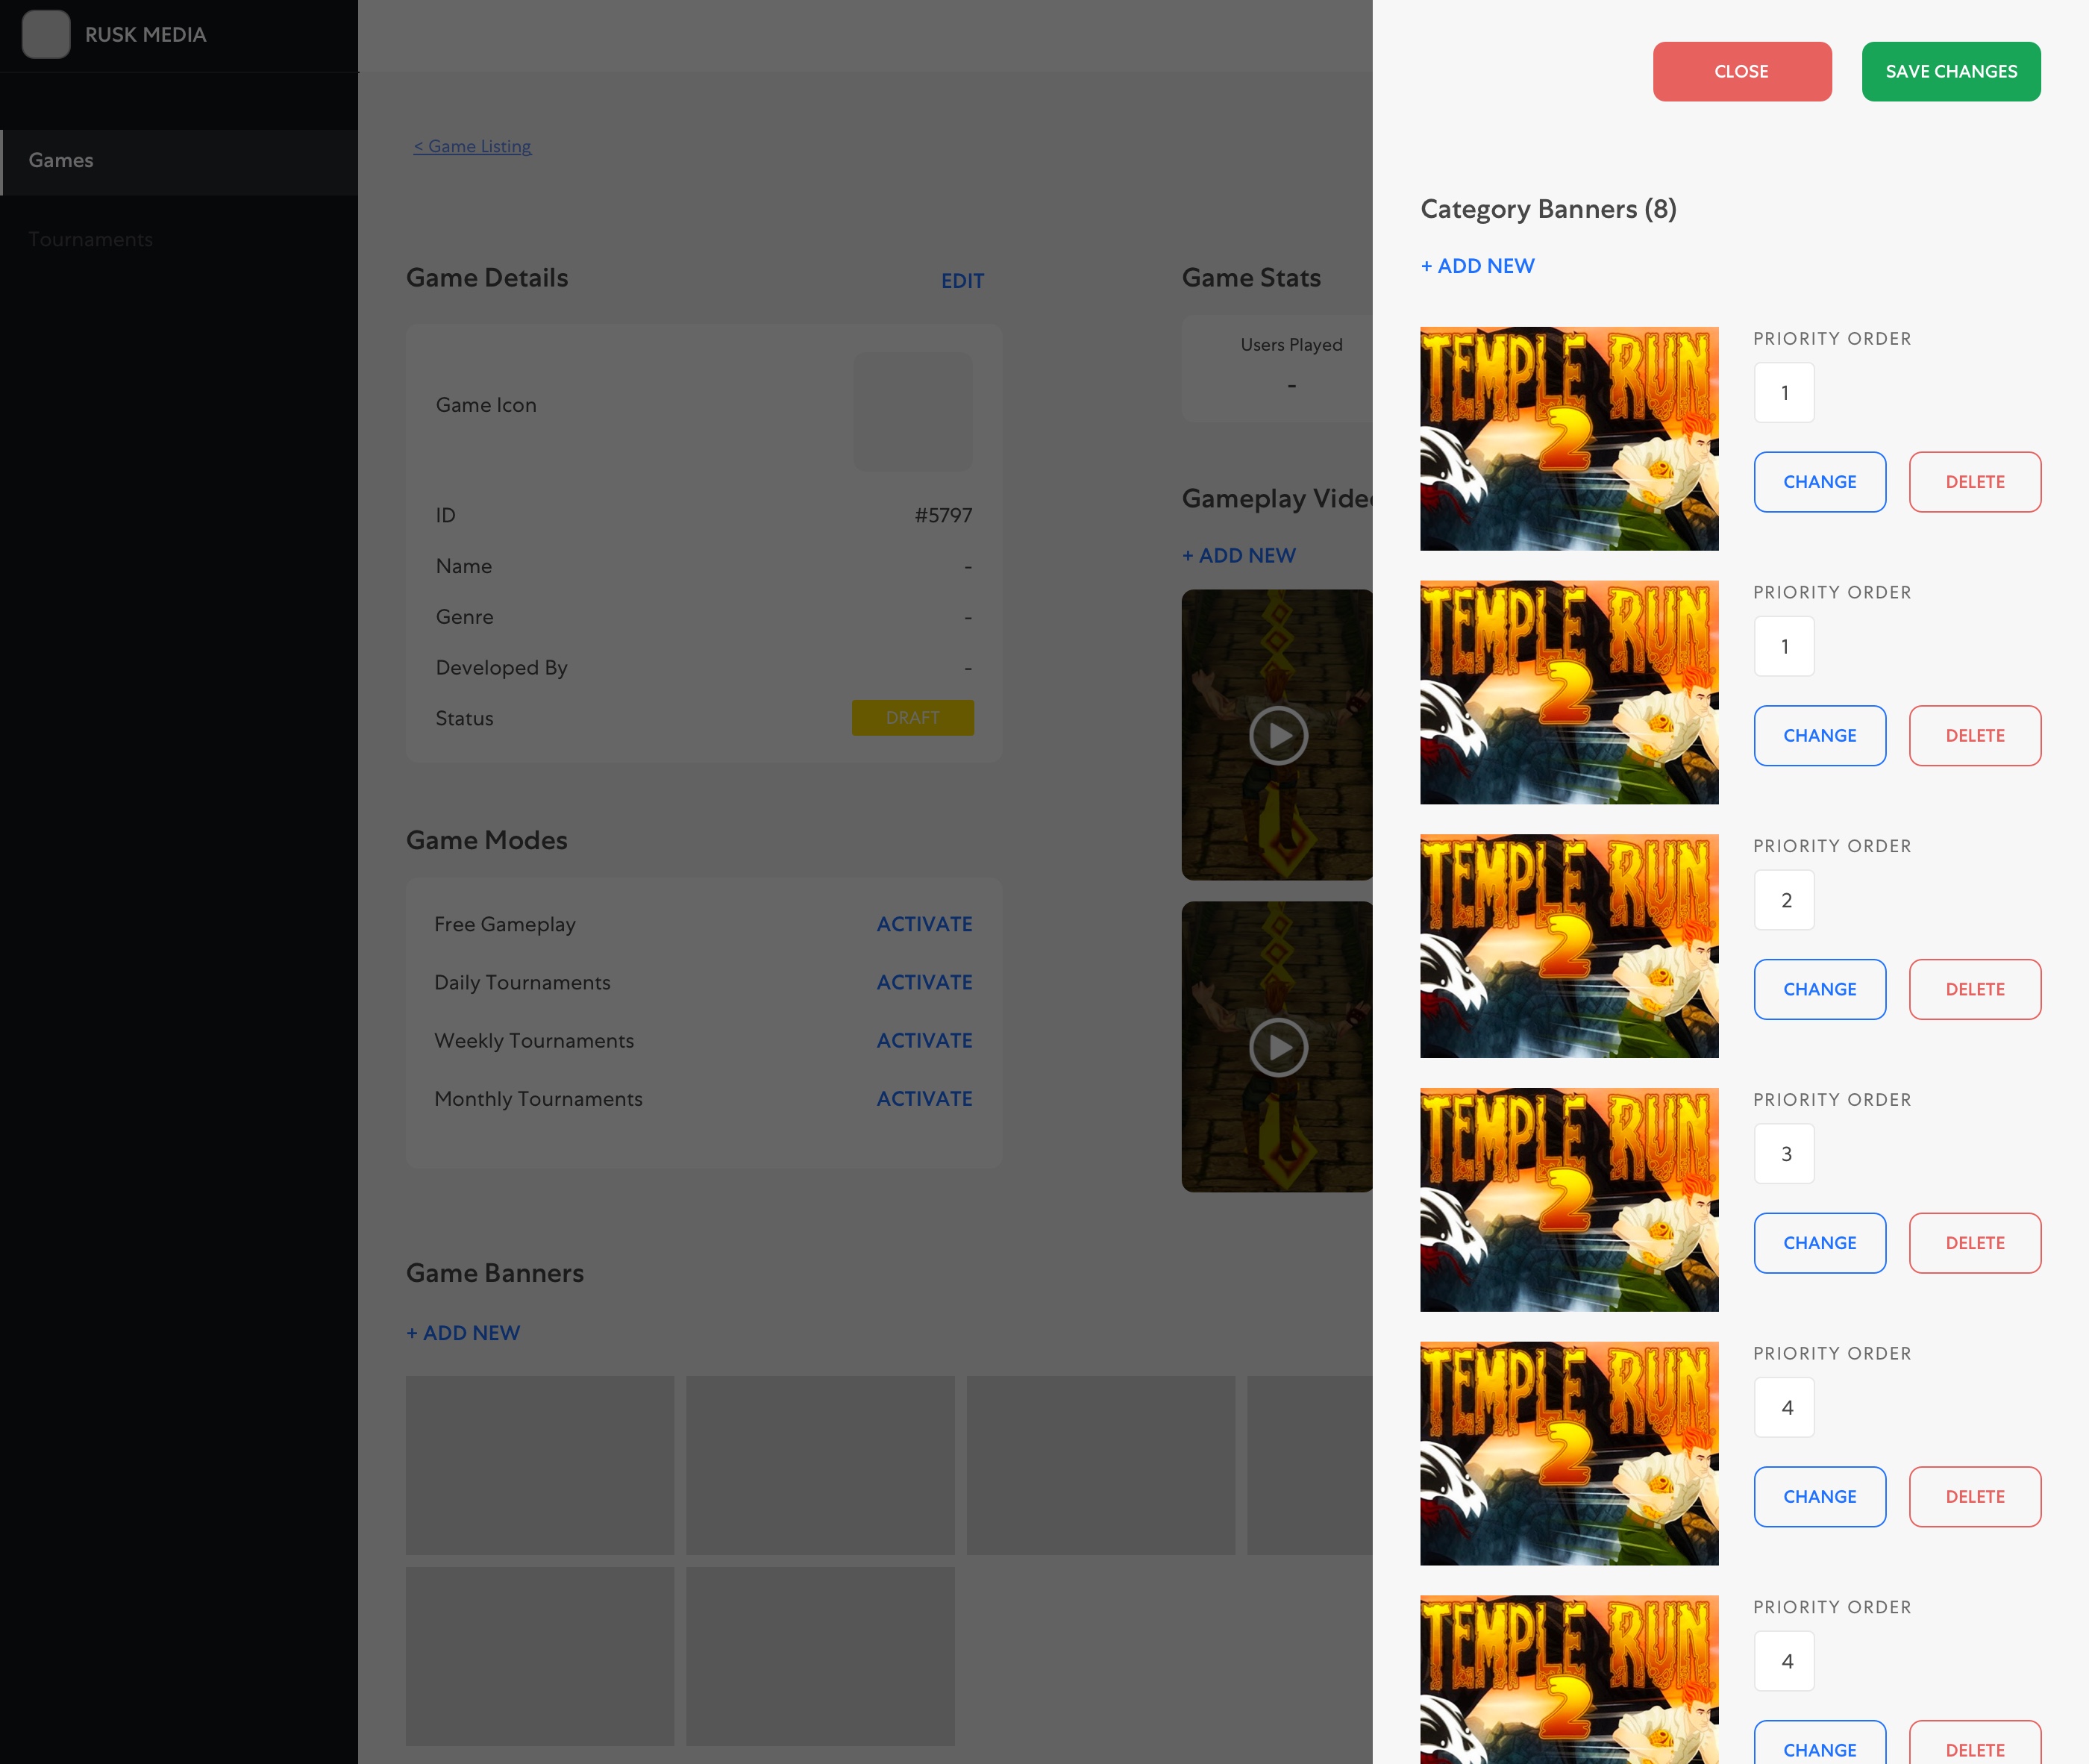 RUSK MEDIA
Games
Tournaments
< Game Listing
Game Details
EDIT
Game Icon
ID
#5797
Name
-
Genre
-
Developed By
-
Status
DRAFT
Game Modes
Free Gameplay
ACTIVATE
Daily Tournaments
ACTIVATE
Weekly Tournaments
ACTIVATE
Monthly Tournaments
ACTIVATE
Game Banners
+ ADD NEW
Game Stats
Users Played
-
Gameplay Vide
+ ADD NEW
CLOSE
SAVE CHANGES
Category Banners (8)
+ ADD NEW
TEMPLE RUN
2
PRIORITY ORDER
1
CHANGE
DELETE
TEMPLE RUN
2
PRIORITY ORDER
1
CHANGE
DELETE
TEMPLE RUN
2
PRIORITY ORDER
2
CHANGE
DELETE
TEMPLE RUN
2
PRIORITY ORDER
3
CHANGE
DELETE
TEMPLE RUN
2
PRIORITY ORDER
4
CHANGE
DELETE
TEMPLE RUN
2
PRIORITY ORDER
4
CHANGE
DELETE